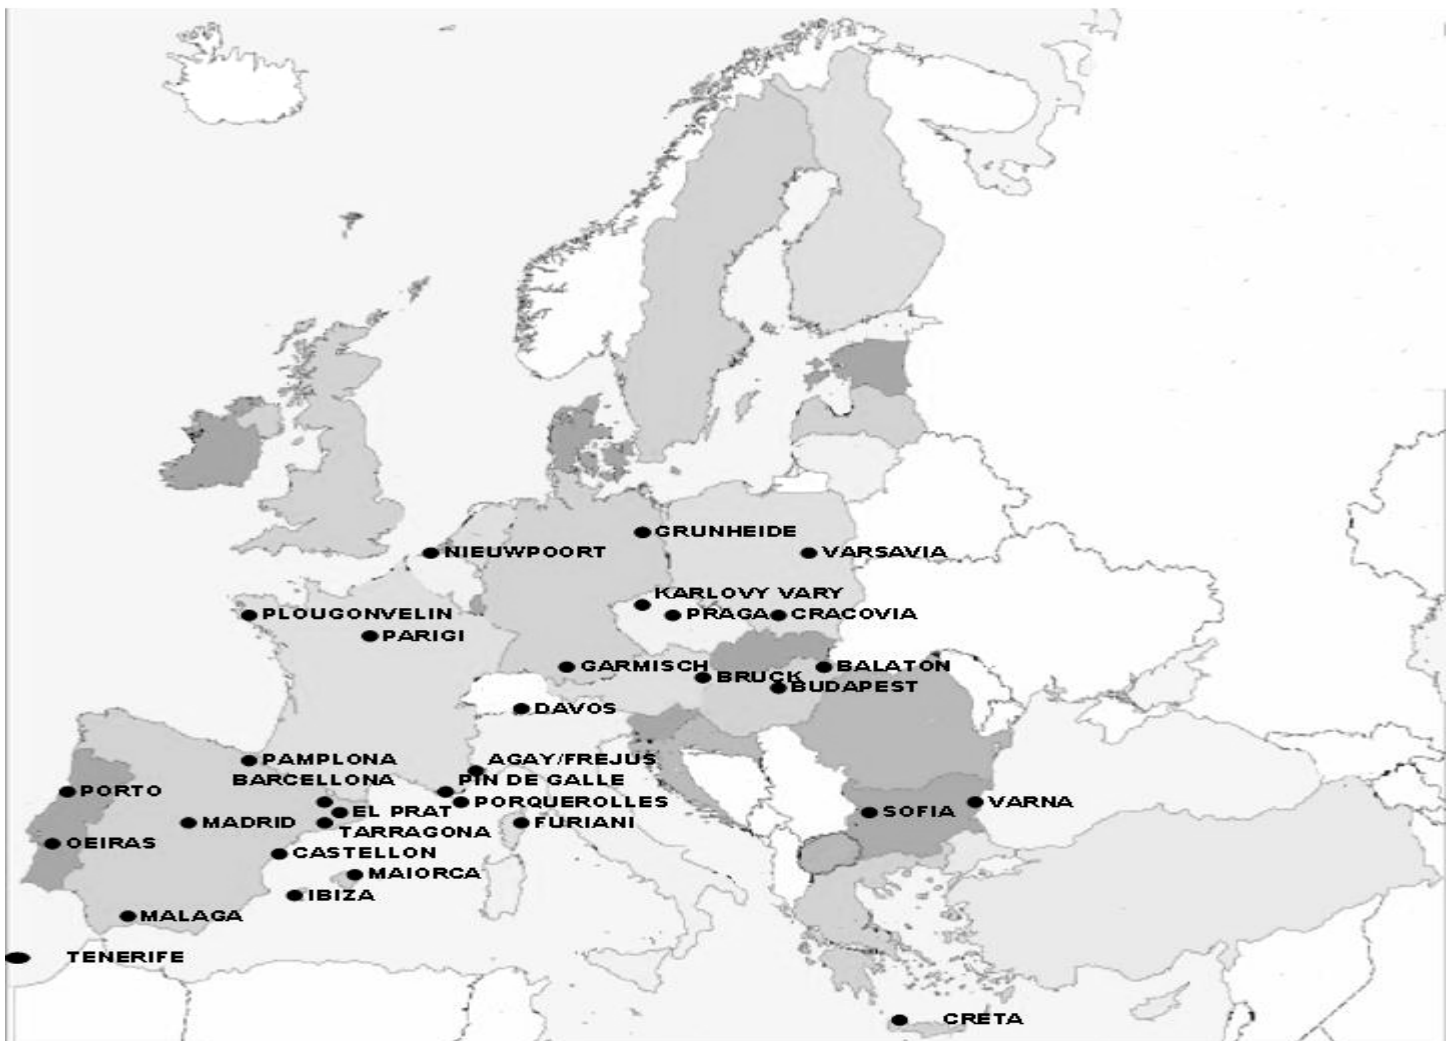 GRUNHEIDE
NIEUWPOORT
VARSAVIA
KARLOVY VARY
PLOUGONVELIN
PRAGA
CRACOVIA
PARIGI
GARMISCH
BALATON
BRUCK
BUDAPEST
DAVOS
PAMPLONA
AGAY/FREJUS
BARCELLONA
PIN DE GALLE
PORTO
PORQUEROLLES
VARNA
EL PRAT
SOFIA
MADRID
TARRAGONA
FURIANI
OEIRAS
CASTELLON
MAIORCA
IBIZA
MALAGA
TENERIFE
CRETA